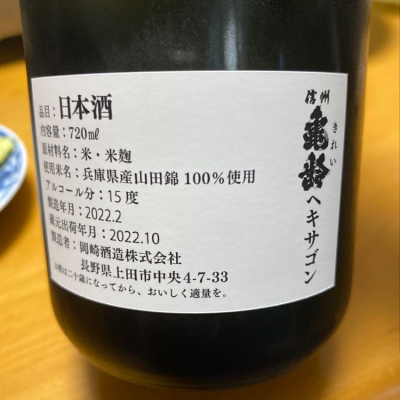 品目：日本酒
内容量：720㎖
原材料名：米・米麹
使用米名：兵庫県産山田錦 100%使用
アルコール分：15度
製造年月：2022.2
蔵元出荷年月：2022.10
製造者：岡崎酒造株式会社
長野県上田市中央4-7-33
お酒は二十歳になってから、おいしく適量を。
信州
亀齢
きれい
ヘキサゴン